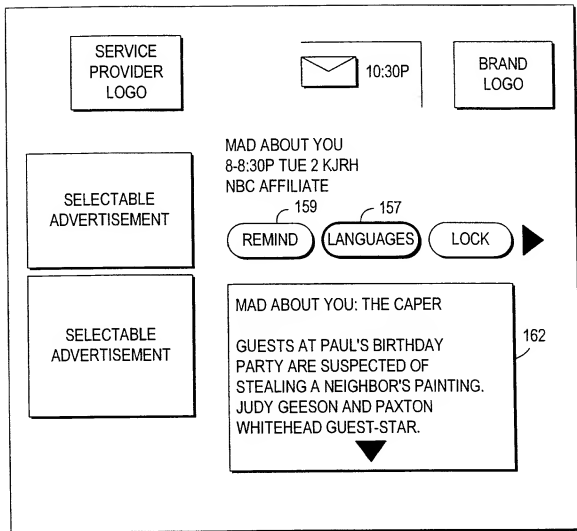 SERVICE
PROVIDER
LOGO
10:30P
BRAND
LOGO
MAD ABOUT YOU
8-8:30P TUE 2 KJRH
NBC AFFILIATE
159
157
REMIND
LANGUAGES
LOCK
SELECTABLE
ADVERTISEMENT
MAD ABOUT YOU: THE CAPER
GUESTS AT PAUL'S BIRTHDAY
PARTY ARE SUSPECTED OF
STEALING A NEIGHBOR'S PAINTING.
JUDY GEESON AND PAXTON
WHITEHEAD GUEST-STAR.
162
SELECTABLE
ADVERTISEMENT